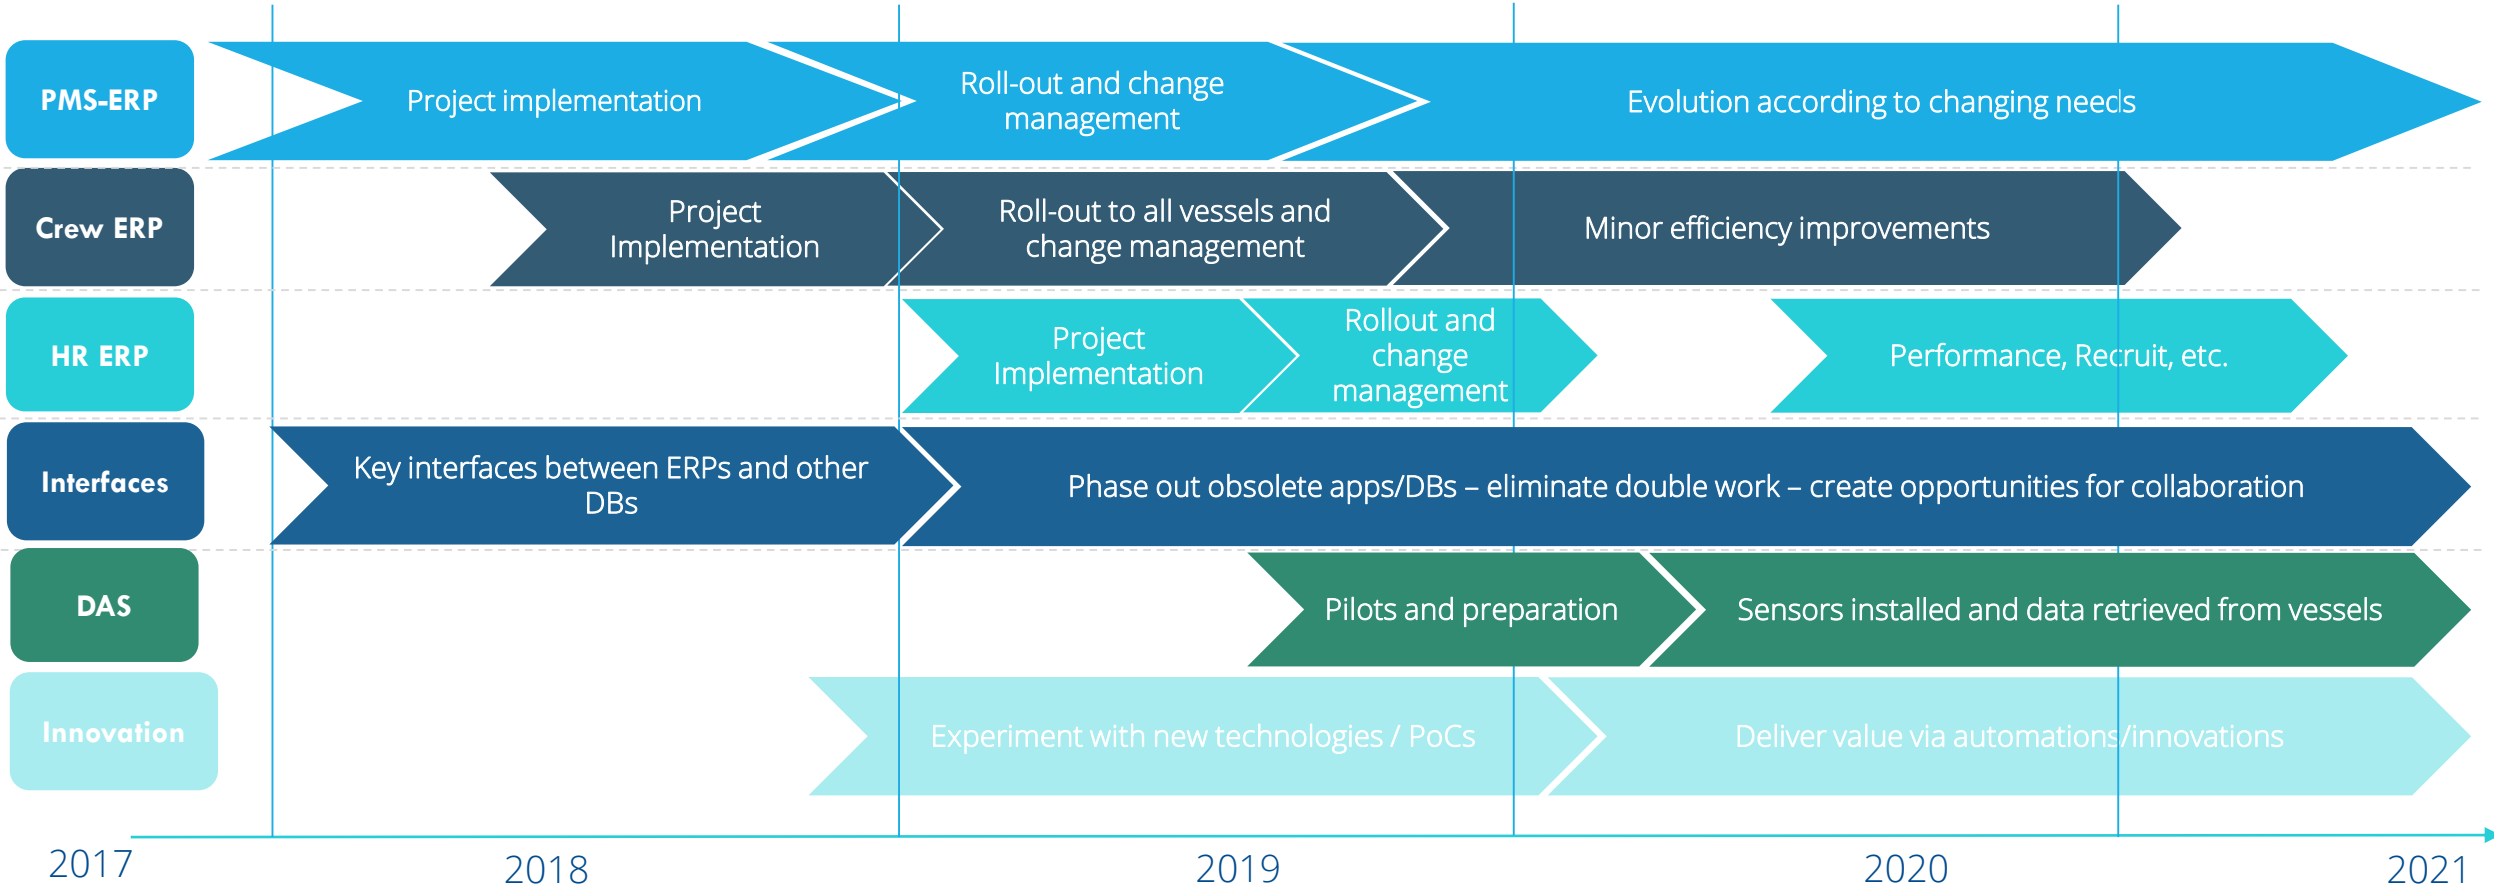 PMS-ERP
Project implementation
Roll-out and change
management
Evolution according to changing needs
Crew ERP
Project
Implementation
Roll-out to all vessels and
change management
Minor efficiency improvements
HR ERP
Project
Implementation
Rollout and
change
management
Performance, Recruit, etc.
Interfaces
Key interfaces between ERPs and other
DBs
Phase out obsolete apps/DBs – eliminate double work – create opportunities for collaboration
DAS
Pilots and preparation
Sensors installed and data retrieved from vessels
Innovation
Experiment with new technologies / PoCs
Deliver value via automations/innovations
2017
2018
2019
2020
2021